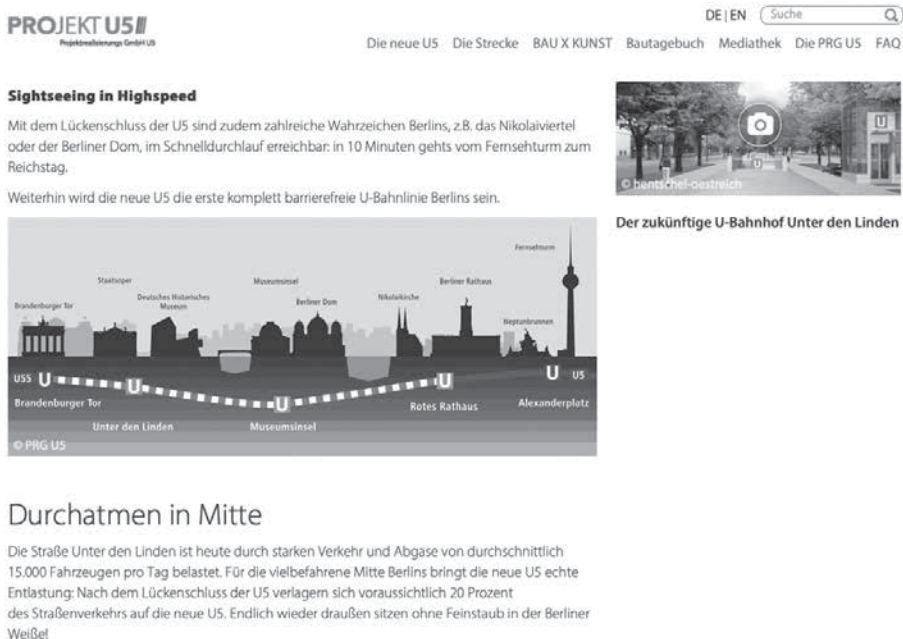 PROJEKT U5
Projektrealisierungs GmbH U5
DE | EN
Suche
Die neue U5 Die Strecke BAU X KUNST Bautagebuch Mediathek Die PRG U5 FAQ
Sightseeing in Highspeed
Mit dem Lückenschluss der U5 sind zudem zahlreiche Wahrzeichen Berlins, z.B. das Nikolaiviertel
oder der Berliner Dom, im Schnelldurchlauf erreichbar: in 10 Minuten gehts vom Fernsehturm zum
Reichstag.
Weiterhin wird die neue U5 die erste komplett barrierefreie U-Bahnlinie Berlins sein.
U
U
© hentschel-oestreich
Der zukünftige U-Bahnhof Unter den Linden
Fernsehturm
Staatsoper
Museumsinsel
Berliner Rathaus
Brandenburger Tor
Deutsches Historisches
Museum
Berliner Dom
Nikolaikirche
Neptunbrunnen
U55 U
U
U
U
U U5
Brandenburger Tor
Unter den Linden
Museumsinsel
Rotes Rathaus
Alexanderplatz
© PRG U5
Durchatmen in Mitte
Die Straße Unter den Linden ist heute durch starken Verkehr und Abgase von durchschnittlich
15.000 Fahrzeugen pro Tag belastet. Für die vielbefahrene Mitte Berlins bringt die neue U5 echte
Entlastung: Nach dem Lückenschluss der U5 verlagern sich voraussichtlich 20 Prozent
des Straßenverkehrs auf die neue U5. Endlich wieder draußen sitzen ohne Feinstaub in der Berliner
Weiße!